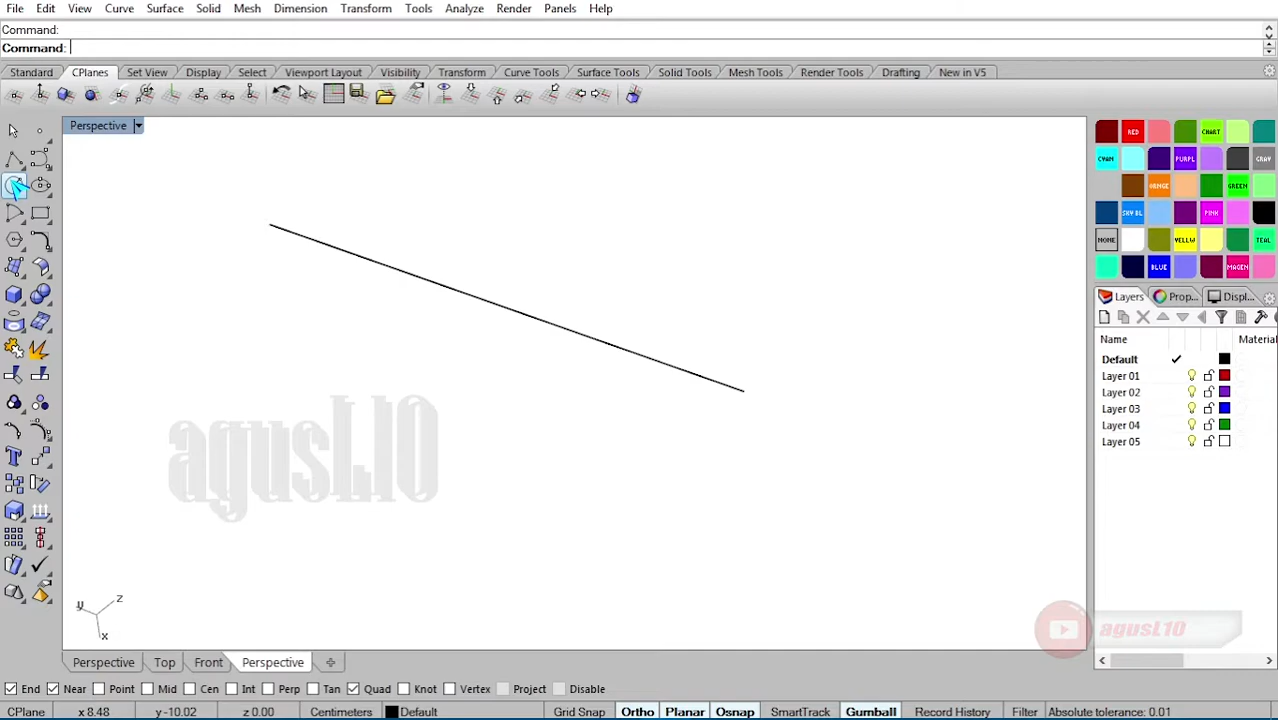 File Edit View Curve Surface Solid Mesh Dimension Transform Tools Analyze Render Panels Help
Command:
Command:
Standard CPlanes Set View Display Select Viewport Layout Visibility Transform Curve Tools Surface Tools Solid Tools Mesh Tools Render Tools Drafting New in V5
Perspective
RED CHART
CYAN PURPL GRAY
ORNGE GREEN
SKY BL PINK
NONE YELLW TEAL
BLUE MAGEN
Layers Prop... Displ...
Name Material
Default
Layer 01
Layer 02
Layer 03
Layer 04
Layer 05
agusL10
y z
x
agusL10
Perspective Top Front Perspective
End Near Point Mid Cen Int Perp Tan Quad Knot Vertex Project Disable
CPlane x 8.48 y -10.02 z 0.00 Centimeters Default Grid Snap Ortho Planar Osnap SmartTrack Gumball Record History Filter Absolute tolerance: 0.01